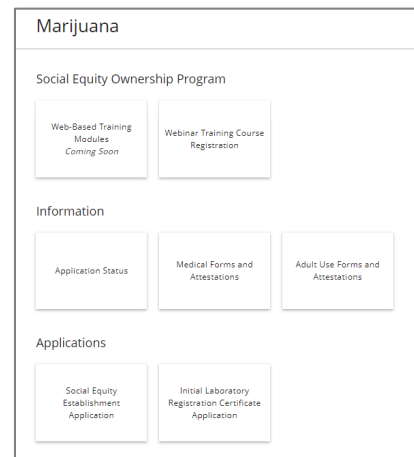 Marijuana
Social Equity Ownership Program
Web-Based Training
Modules
Coming Soon
Webinar Training Course
Registration
Information
Application Status
Medical Forms and
Attestations
Adult Use Forms and
Attestations
Applications
Social Equity
Establishment
Application
Initial Laboratory
Registration Certificate
Application